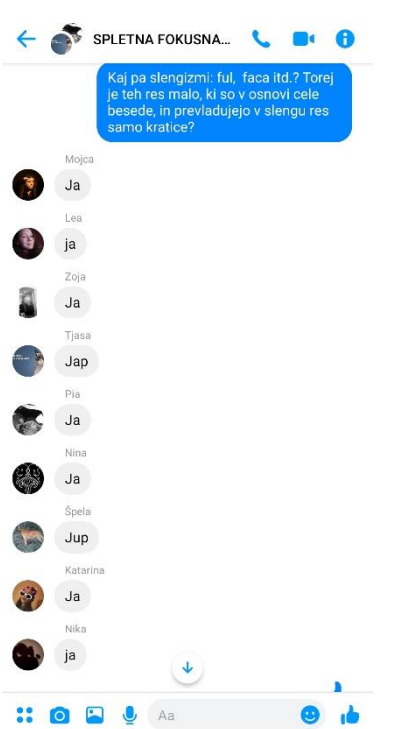 SPLETNA FOKUSNA...
Kaj pa slengizmi: ful, faca itd.? Torej
je teh res malo, ki so v osnovi cele
besede, in prevladujejo v slengu res
samo kratice?
Mojca
Ja
Lea
ja
Zoja
Ja
Tjasa
Jap
Pia
Ja
Nina
Ja
Špela
Jup
Katarina
Ja
Nika
ja
Aa